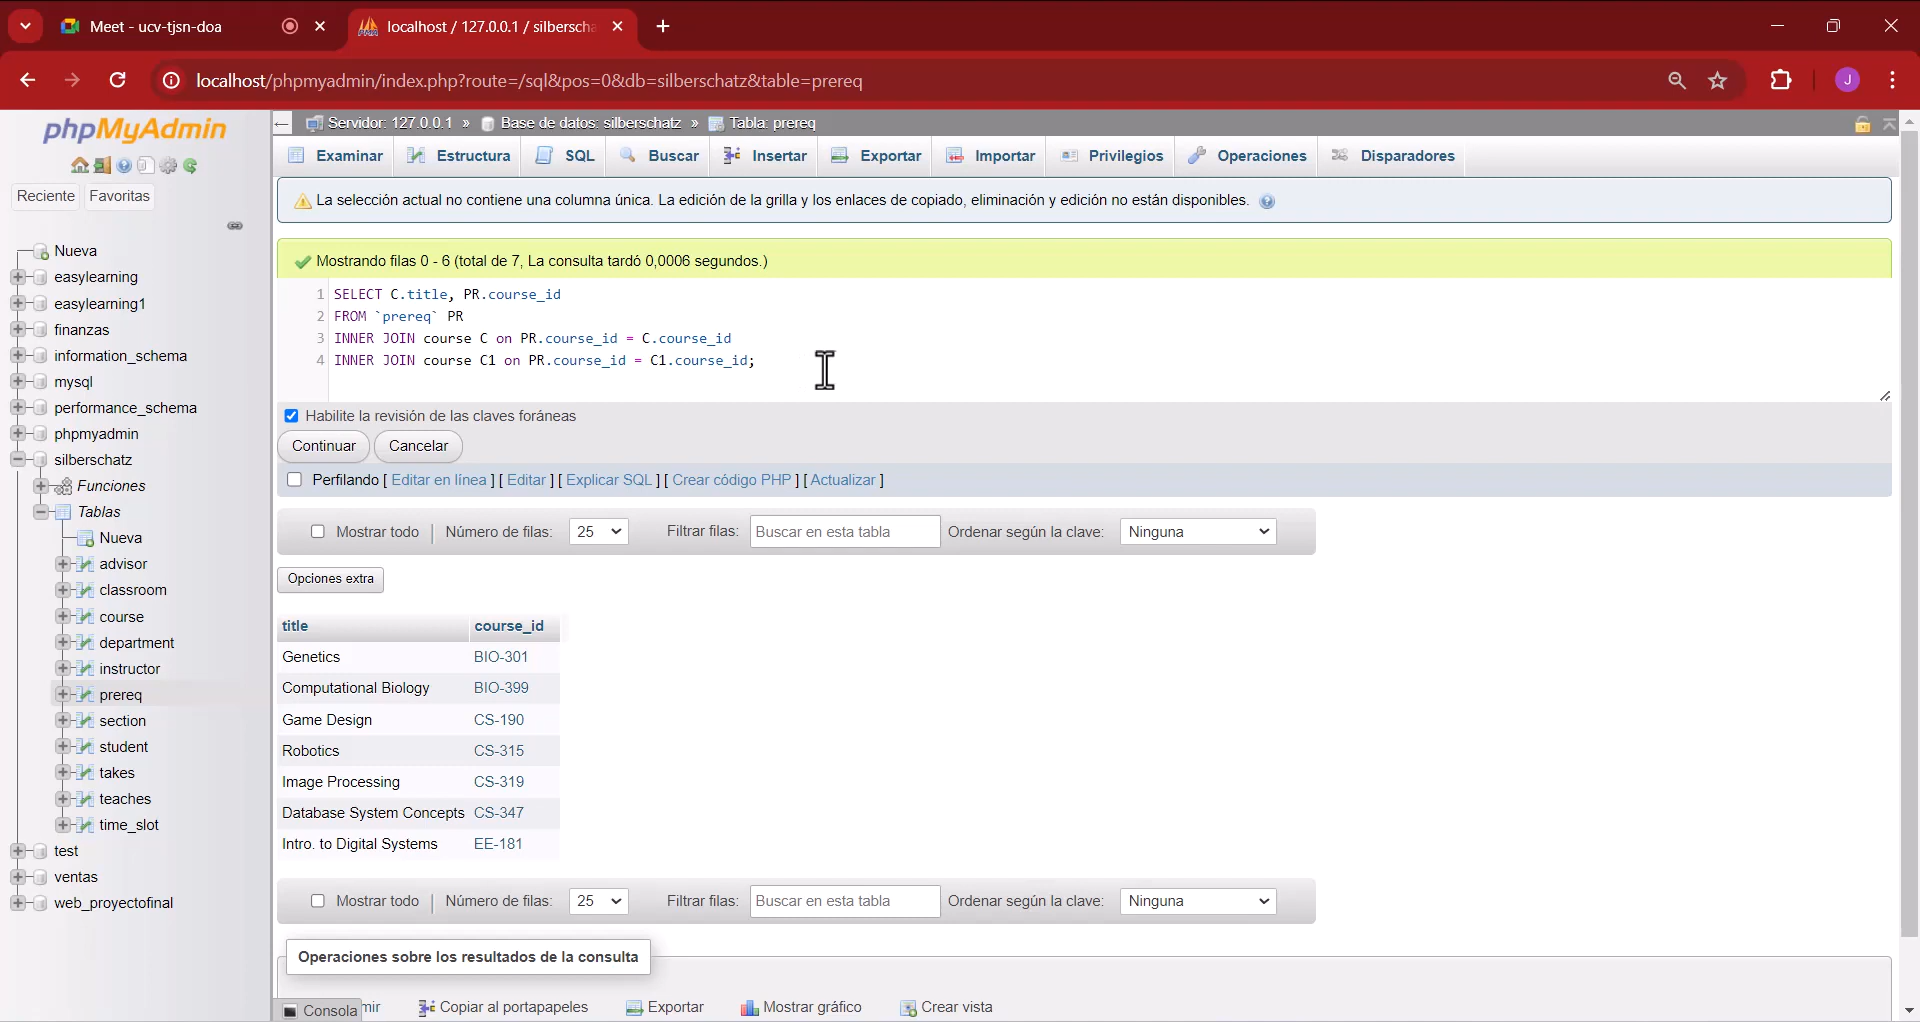 Meet - ucv-tjsn-doa
localhost / 127.0.0.1 / silberscha
localhost/phpmyadmin/index.php?route=/sql&pos=0&db=silberschatz&table=prereq
J
phpMyAdmin
Reciente Favoritas
Nueva
easylearning
easylearning1
finanzas
information_schema
mysql
performance_schema
phpmyadmin
silberschatz
Funciones
Tablas
Nueva
advisor
classroom
course
department
instructor
prereq
section
student
takes
teaches
time_slot
test
ventas
web_proyectofinal
Servidor: 127.0.0.1 » Base de datos: silberschatz » Tabla: prereq
Examinar Estructura SQL Buscar Insertar Exportar Importar Privilegios Operaciones Disparadores
La selección actual no contiene una columna única. La edición de la grilla y los enlaces de copiado, eliminación y edición no están disponibles.
Mostrando filas 0 - 6 (total de 7, La consulta tardó 0,0006 segundos.)
1 SELECT C.title, PR.course_id
2 FROM `prereq` PR
3 INNER JOIN course C on PR.course_id = C.course_id
4 INNER JOIN course C1 on PR.course_id = C1.course_id;
Habilite la revisión de las claves foráneas
Continuar Cancelar
Perfilando [ Editar en línea ] [ Editar ] [ Explicar SQL ] [ Crear código PHP ] [ Actualizar ]
Mostrar todo | Número de filas: 25 Filtrar filas: Buscar en esta tabla Ordenar según la clave: Ninguna
Opciones extra
title course_id
Genetics BIO-301
Computational Biology BIO-399
Game Design CS-190
Robotics CS-315
Image Processing CS-319
Database System Concepts CS-347
Intro. to Digital Systems EE-181
Mostrar todo | Número de filas: 25 Filtrar filas: Buscar en esta tabla Ordenar según la clave: Ninguna
Operaciones sobre los resultados de la consulta
Consola mir Copiar al portapapeles Exportar Mostrar gráfico Crear vista